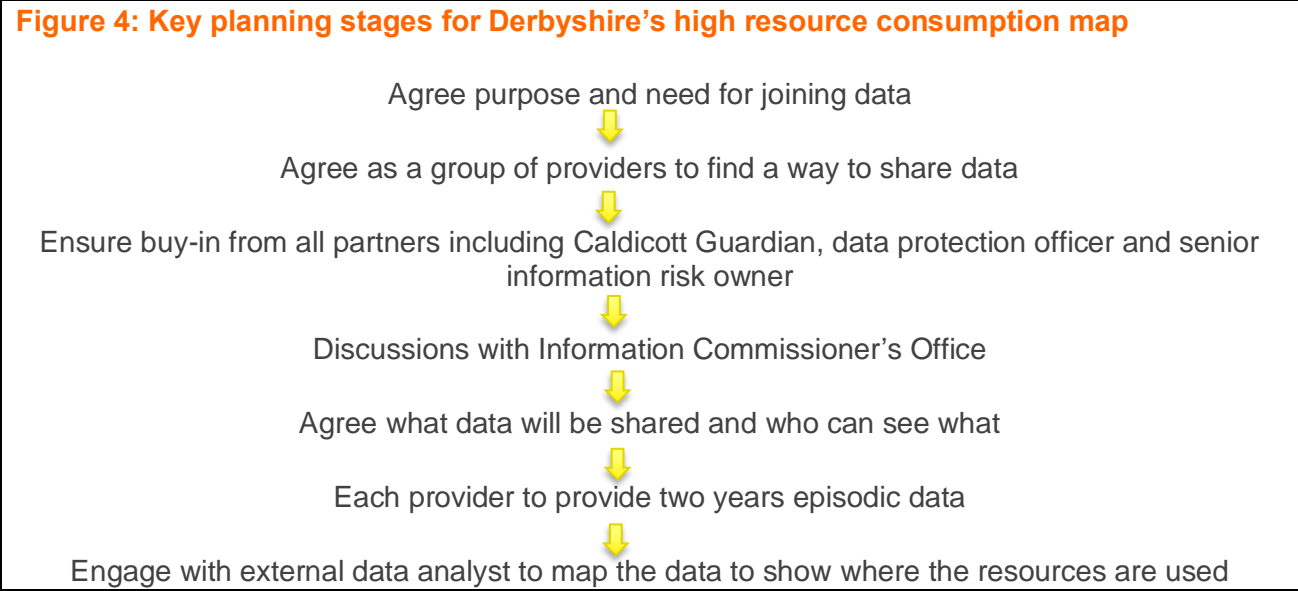 Figure 4: Key planning stages for Derbyshire’s high resource consumption map
Agree purpose and need for joining data
Agree as a group of providers to find a way to share data
Ensure buy-in from all partners including Caldicott Guardian, data protection officer and senior
information risk owner
Discussions with Information Commissioner’s Office
Agree what data will be shared and who can see what
Each provider to provide two years episodic data
Engage with external data analyst to map the data to show where the resources are used